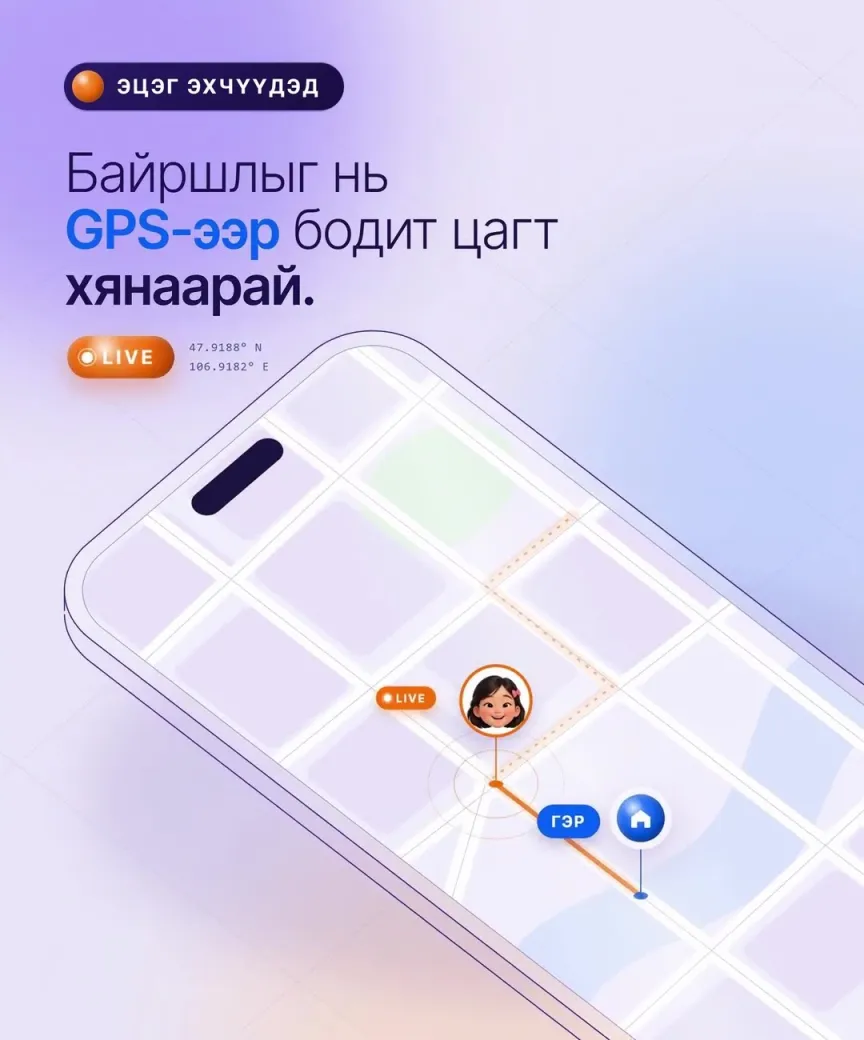 ЭЦЭГ ЭХЧҮҮДЭД
Байршлыг нь
GPS-ээр бодит цагт
хянаарай.
LIVE
47.9188° N
106.9182° E
LIVE
ГЭР